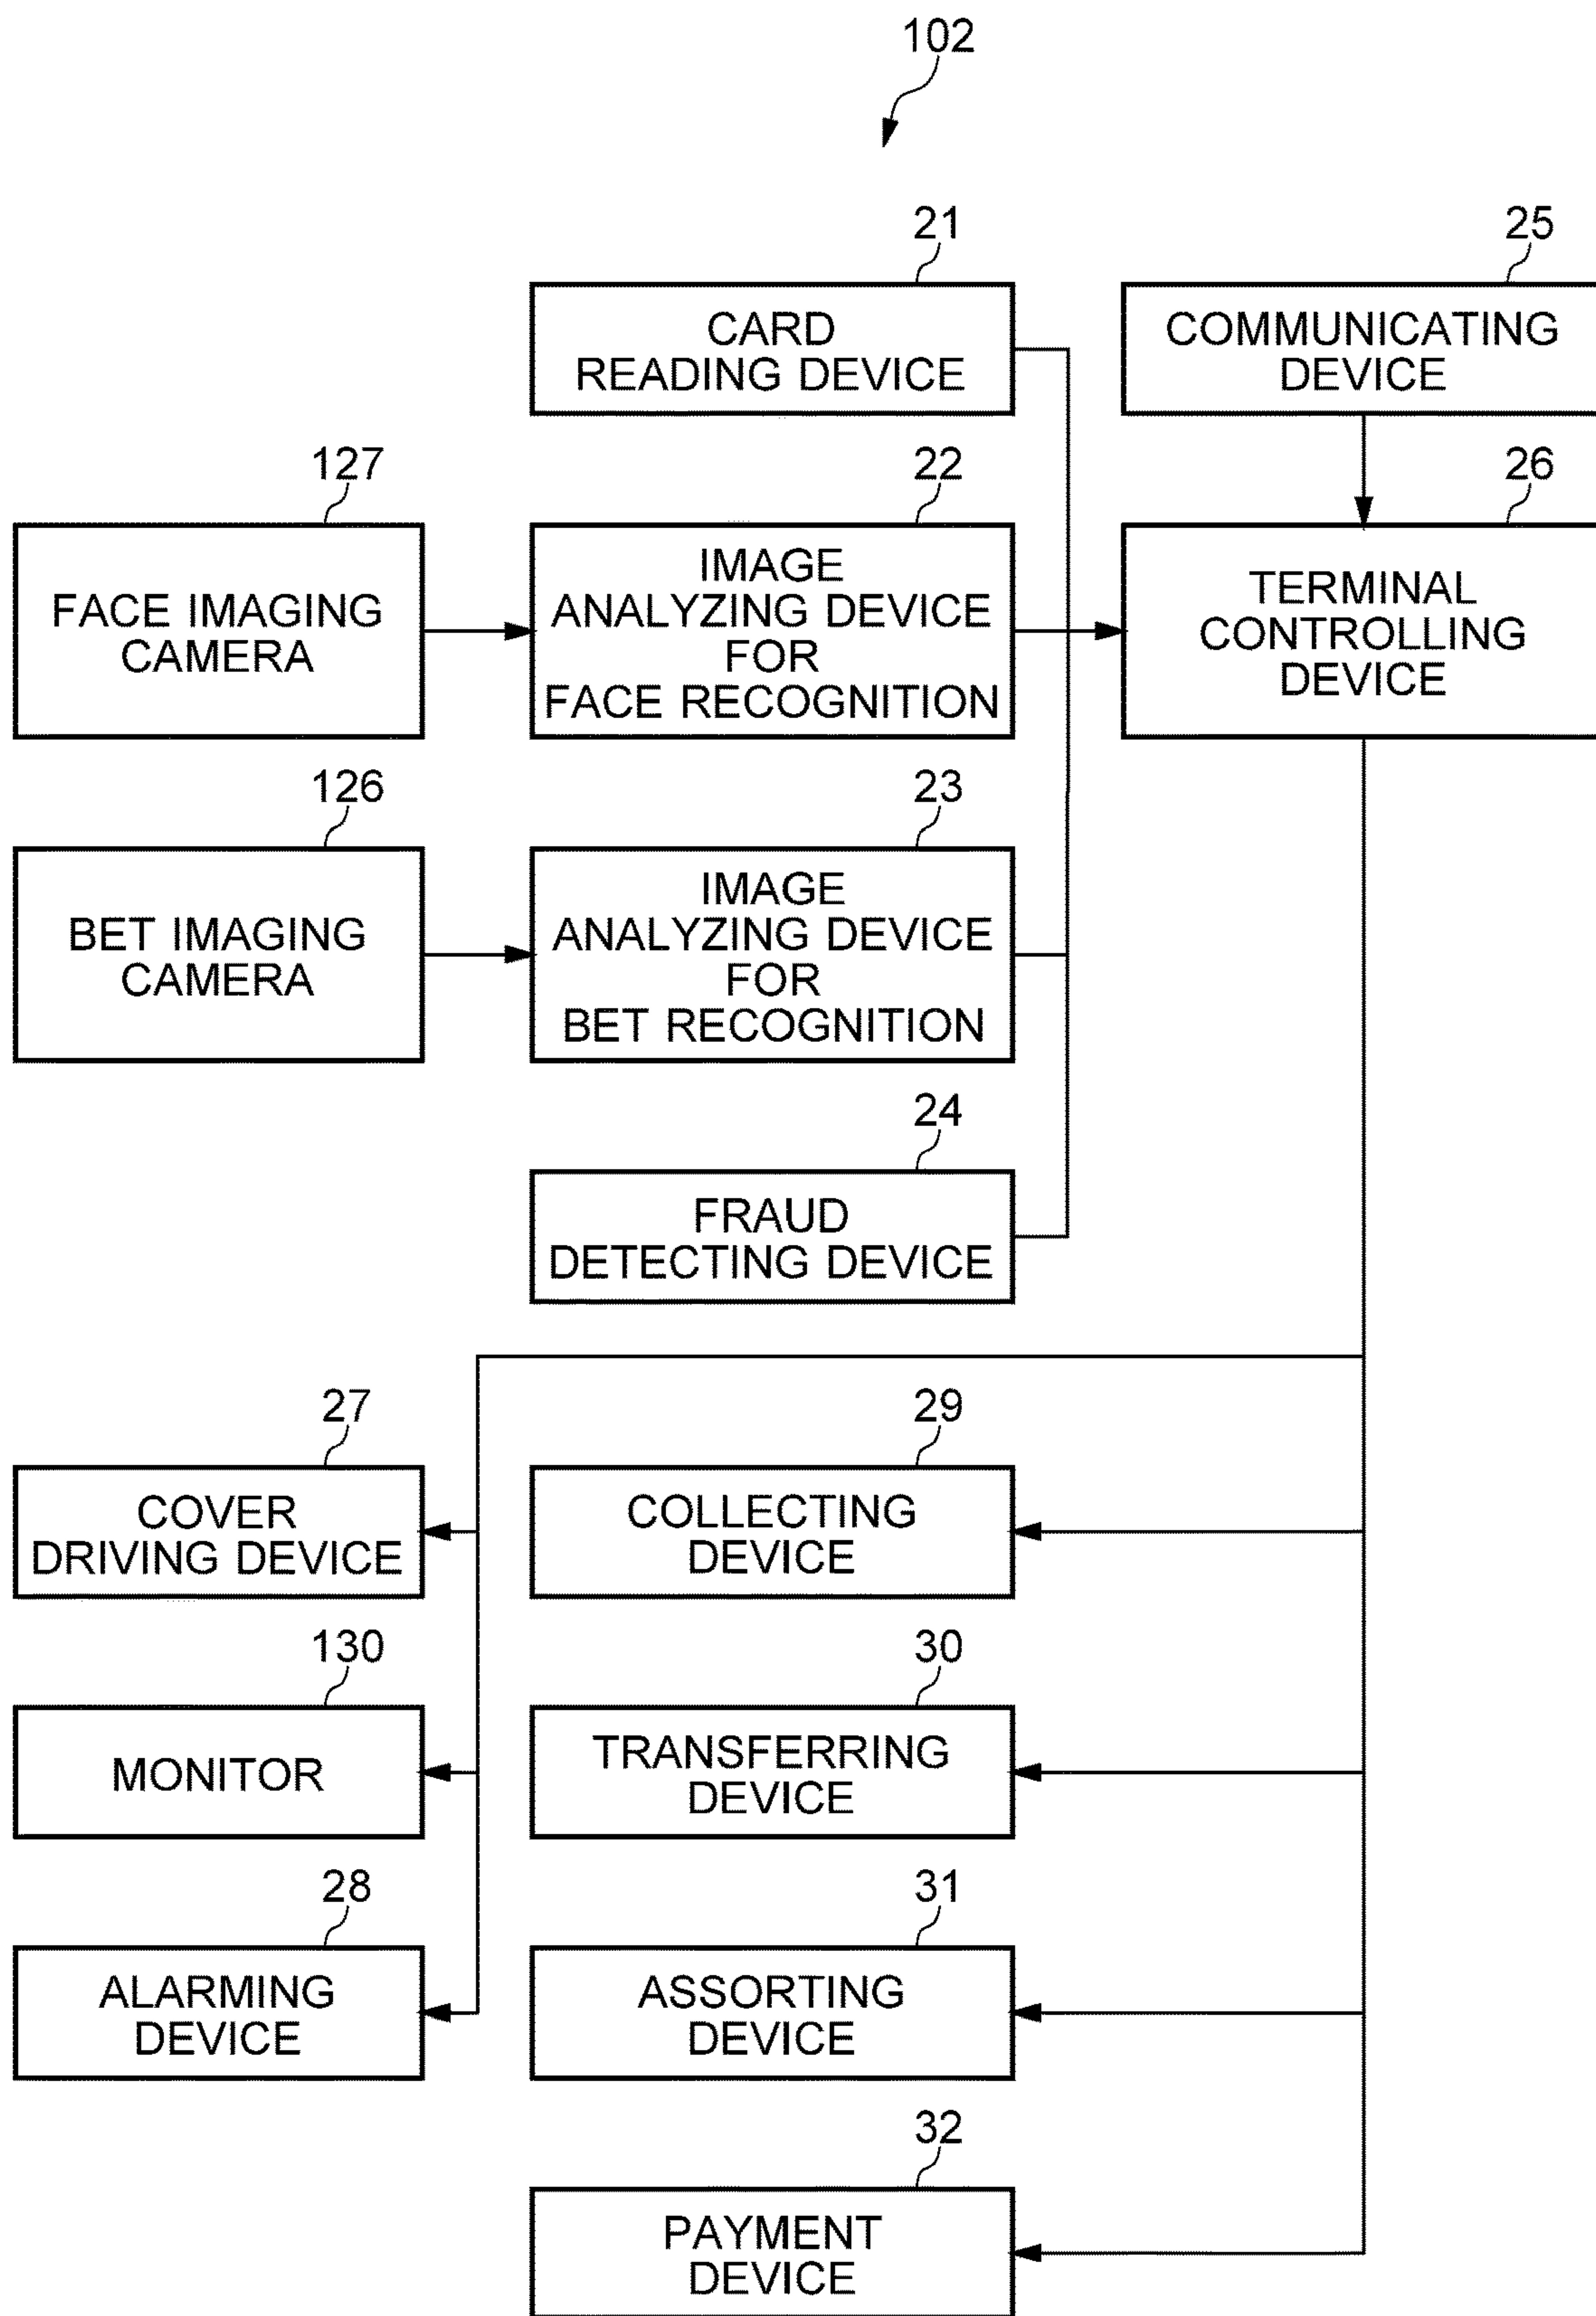 102
21
CARD
READING DEVICE
25
COMMUNICATING
DEVICE
127
FACE IMAGING
CAMERA
22
IMAGE
ANALYZING DEVICE
FOR
FACE RECOGNITION
26
TERMINAL
CONTROLLING
DEVICE
126
BET IMAGING
CAMERA
23
IMAGE
ANALYZING DEVICE
FOR
BET RECOGNITION
24
FRAUD
DETECTING DEVICE
27
COVER
DRIVING DEVICE
29
COLLECTING
DEVICE
130
MONITOR
30
TRANSFERRING
DEVICE
28
ALARMING
DEVICE
31
ASSORTING
DEVICE
32
PAYMENT
DEVICE